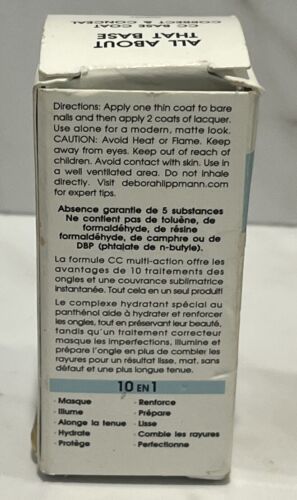 ALL ABOUT
THAT BASE
CC BASE COAT
CORRECT & CONCEAL
Directions: Apply one thin coat to bare
nails and then apply 2 coats of lacquer.
Use alone for a modern, matte look.
CAUTION: Avoid Heat or Flame. Keep
away from eyes. Keep out of reach of
children. Avoid contact with skin. Use in
a well ventilated area. Do not inhale
directly. Visit deborahlippmann.com
for expert tips.
Absence garantie de 5 substances
Ne contient pas de toluène, de
formaldéhyde, de résine
formaldéhyde, de camphre ou de
DBP (phtalate de n-butyle).
La formule CC multi-action offre les
avantages de 10 traitements des
ongles et une couvrance sublimatrice
instantanée. Tout cela en un seul produit!
Le complexe hydratant spécial au
panthénol aide à hydrater et renforcer
les ongles, tout en préservant leur beauté,
tandis qu'un traitement correcteur
masque les imperfections, illumine et
prépare l'ongle en plus de combler les
rayures pour un résultat lisse, mat, sans
défaut et une plus longue tenue.
10 EN 1
· Masque
· Illume
· Alonge la tenue
· Hydrate
· Protège
· Renforce
· Prépare
· Lisse
· Comble les rayures
· Perfectionne